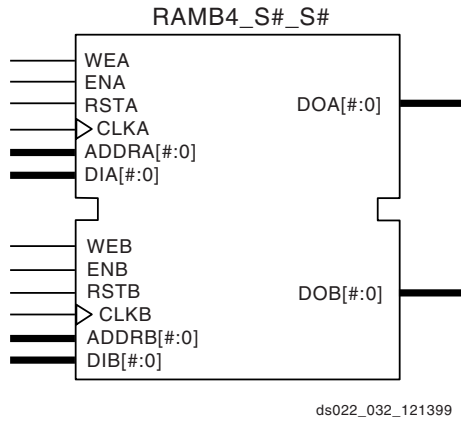 RAMB4_S#_S#
WEA
ENA
RSTA
CLKA
ADDRA[#:0]
DIA[#:0]
DOA[#:0]
WEB
ENB
RSTB
CLKB
ADDRB[#:0]
DIB[#:0]
DOB[#:0]
ds022_032_121399